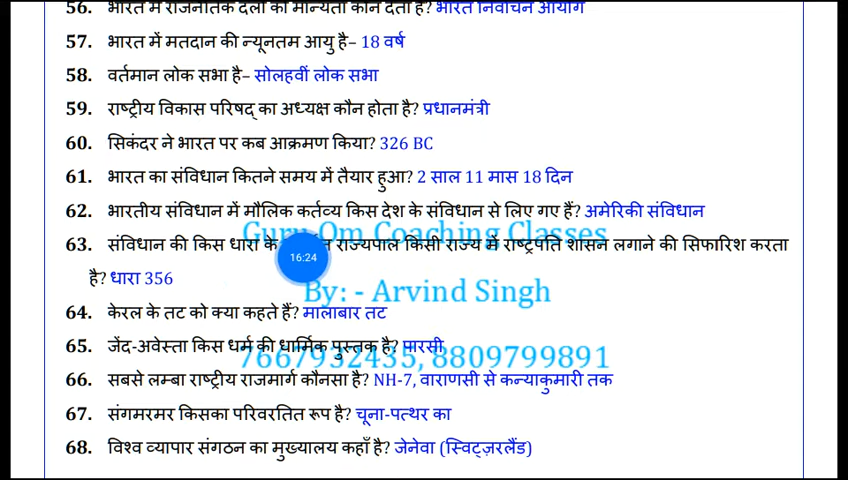 56. भारत में राजनीतिक दलों को मान्यता कौन देता है? भारत निर्वाचन आयोग
57. भारत में मतदान की न्यूनतम आयु है– 18 वर्ष
58. वर्तमान लोक सभा है– सोलहवीं लोक सभा
59. राष्ट्रीय विकास परिषद् का अध्यक्ष कौन होता है? प्रधानमंत्री
60. सिकंदर ने भारत पर कब आक्रमण किया? 326 BC
61. भारत का संविधान कितने समय में तैयार हुआ? 2 साल 11 मास 18 दिन
62. भारतीय संविधान में मौलिक कर्तव्य किस देश के संविधान से लिए गए हैं? अमेरिकी संविधान
Guru Om Coaching Classes
63. संविधान की किस धारा के राज्यपाल किसी राज्य में राष्ट्रपति शासन लगाने की सिफारिश करता
16:24
है? धारा 356
By: - Arvind Singh
64. केरल के तट को क्या कहते हैं? मालाबार तट
65. जेंद-अवेस्ता किस धर्म की धार्मिक पुस्तक है? पारसी
7667932435, 8809799891
66. सबसे लम्बा राष्ट्रीय राजमार्ग कौनसा है? NH-7, वाराणसी से कन्याकुमारी तक
67. संगमरमर किसका परिवरतित रूप है? चूना-पत्थर का
68. विश्व व्यापार संगठन का मुख्यालय कहाँ है? जेनेवा (स्विट्ज़रलैंड)